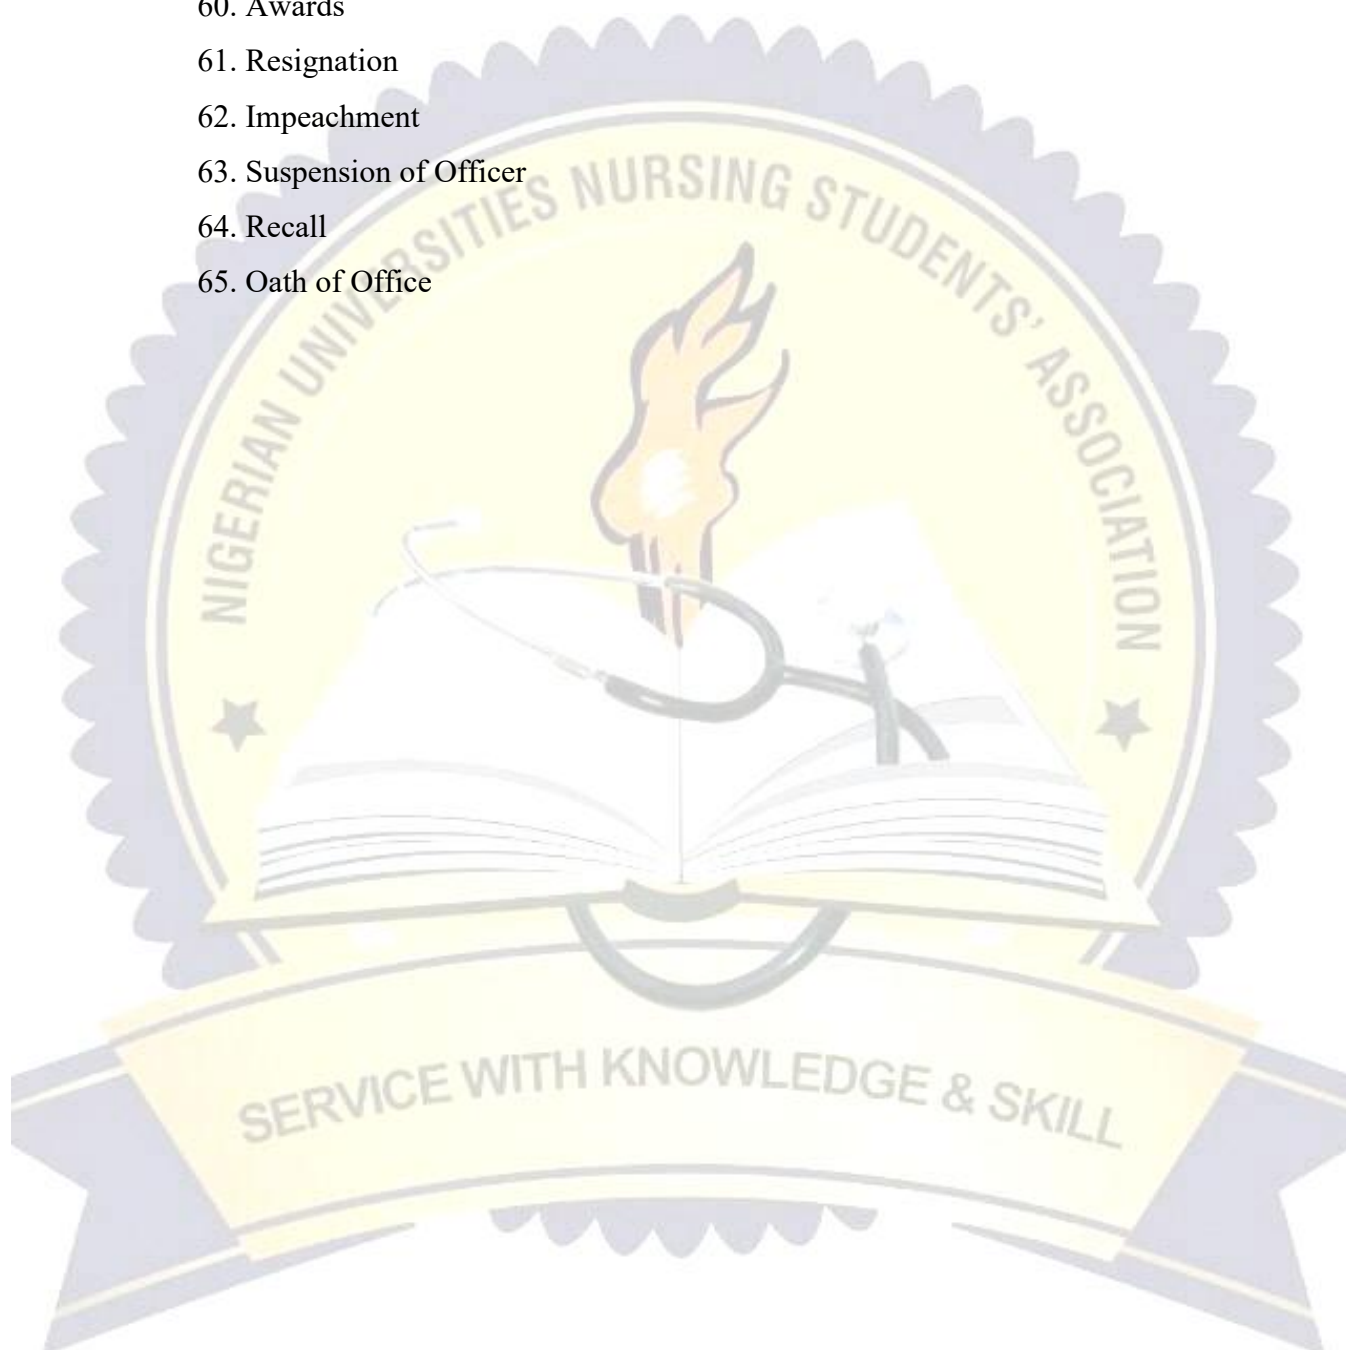 60. Awards
61. Resignation
62. Impeachment
63. Suspension of Officer
64. Recall
65. Oath of Office
NIGERIAN UNIVERSITIES NURSING STUDENTS' ASSOCIATION
SERVICE WITH KNOWLEDGE & SKILL